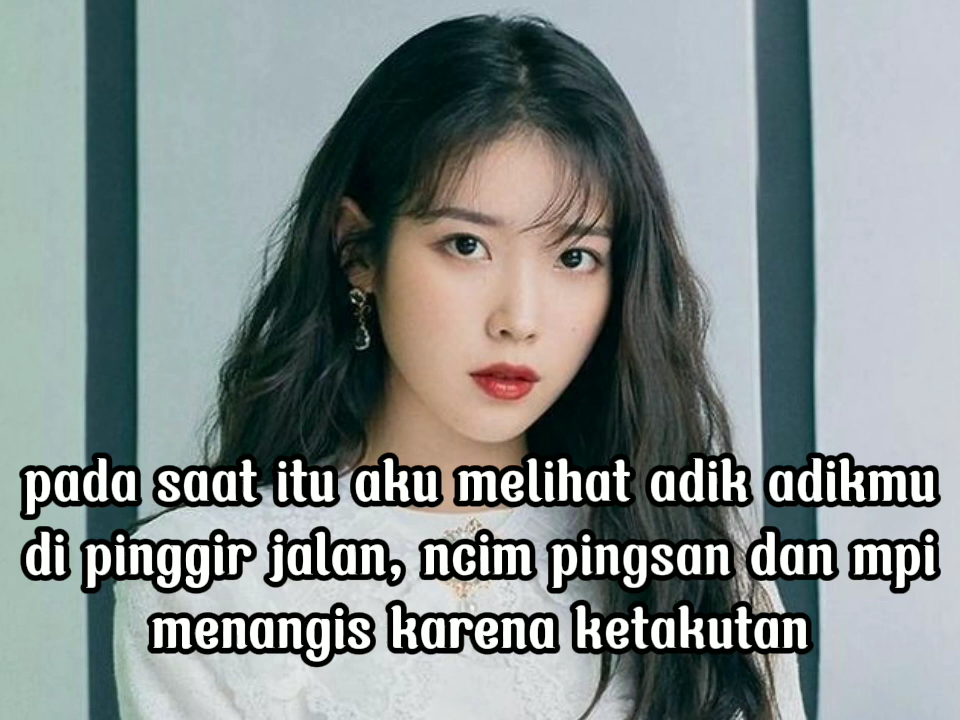 pada saat itu aku melihat adik adikmu
di pinggir jalan, ncim pingsan dan mpi
menangis karena ketakutan